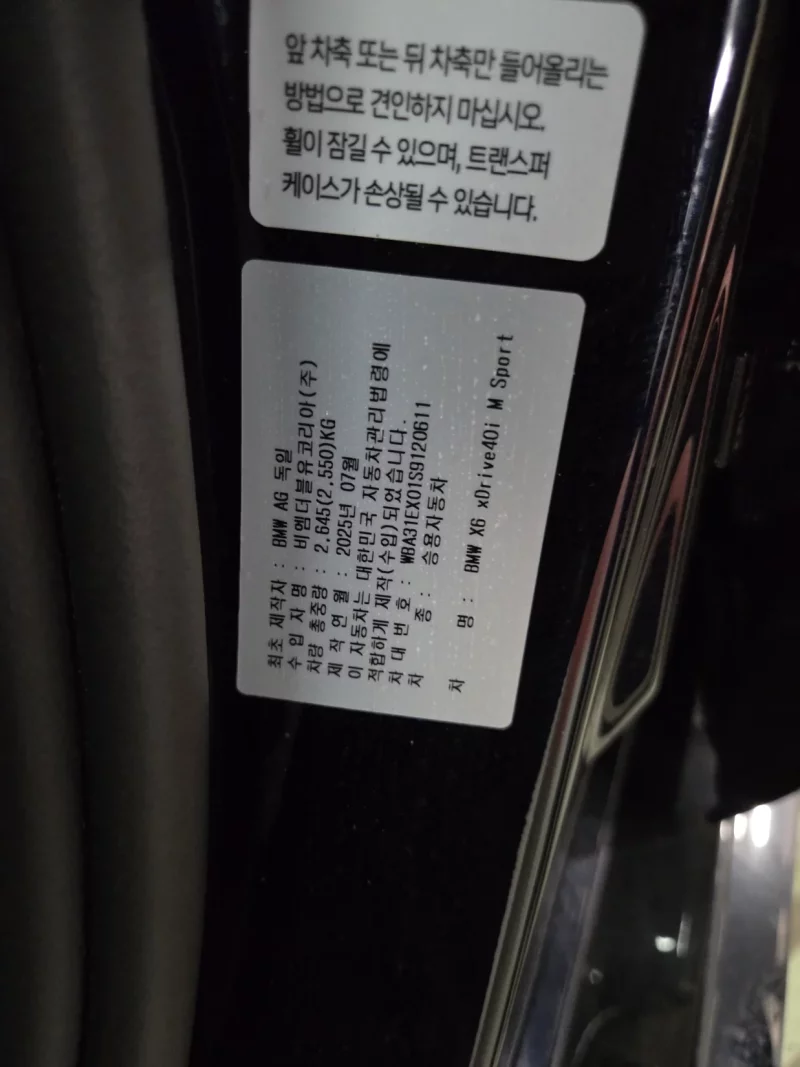 앞 차축 또는 뒤 차축만 들어올리는
방법으로 견인하지 마십시오.
휠이 잠길 수 있으며, 트랜스퍼
케이스가 손상될 수 있습니다.
최초 제작자 : BMW AG 독일
수 입 자 명 : 비엠더블유코리아(주)
차량 총중량 : 2,645(2,550)KG
제 작 연 월 : 2025년 07월
이 자동차는 대한민국 자동차관리법령에
적합하게 제작(수입)되었습니다.
차 대 번 호 : WBA31EX01S9120611
차 종 : 승용자동차
차 명 : BMW X6 xDrive40i M Sport